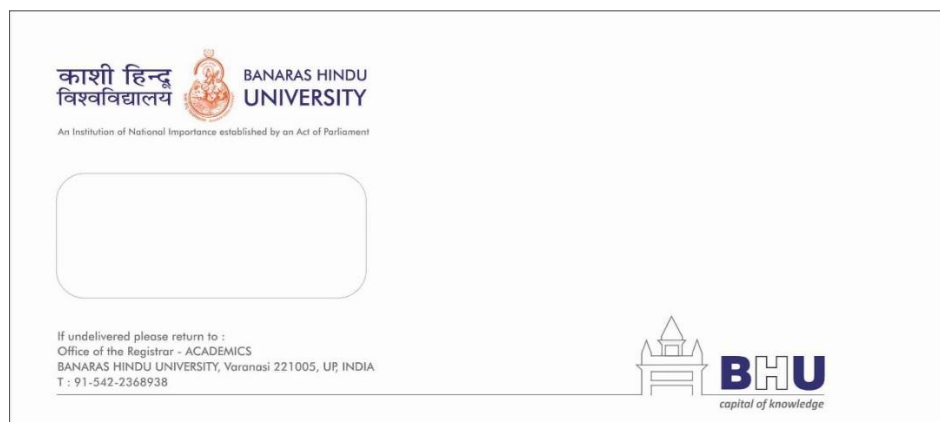 काशी हिन्दू
विश्वविद्यालय
BANARAS HINDU
UNIVERSITY
An Institution of National Importance established by an Act of Parliament
If undelivered please return to :
Office of the Registrar - ACADEMICS
BANARAS HINDU UNIVERSITY, Varanasi 221005, UP, INDIA
T : 91-542-2368938
BHU
capital of knowledge